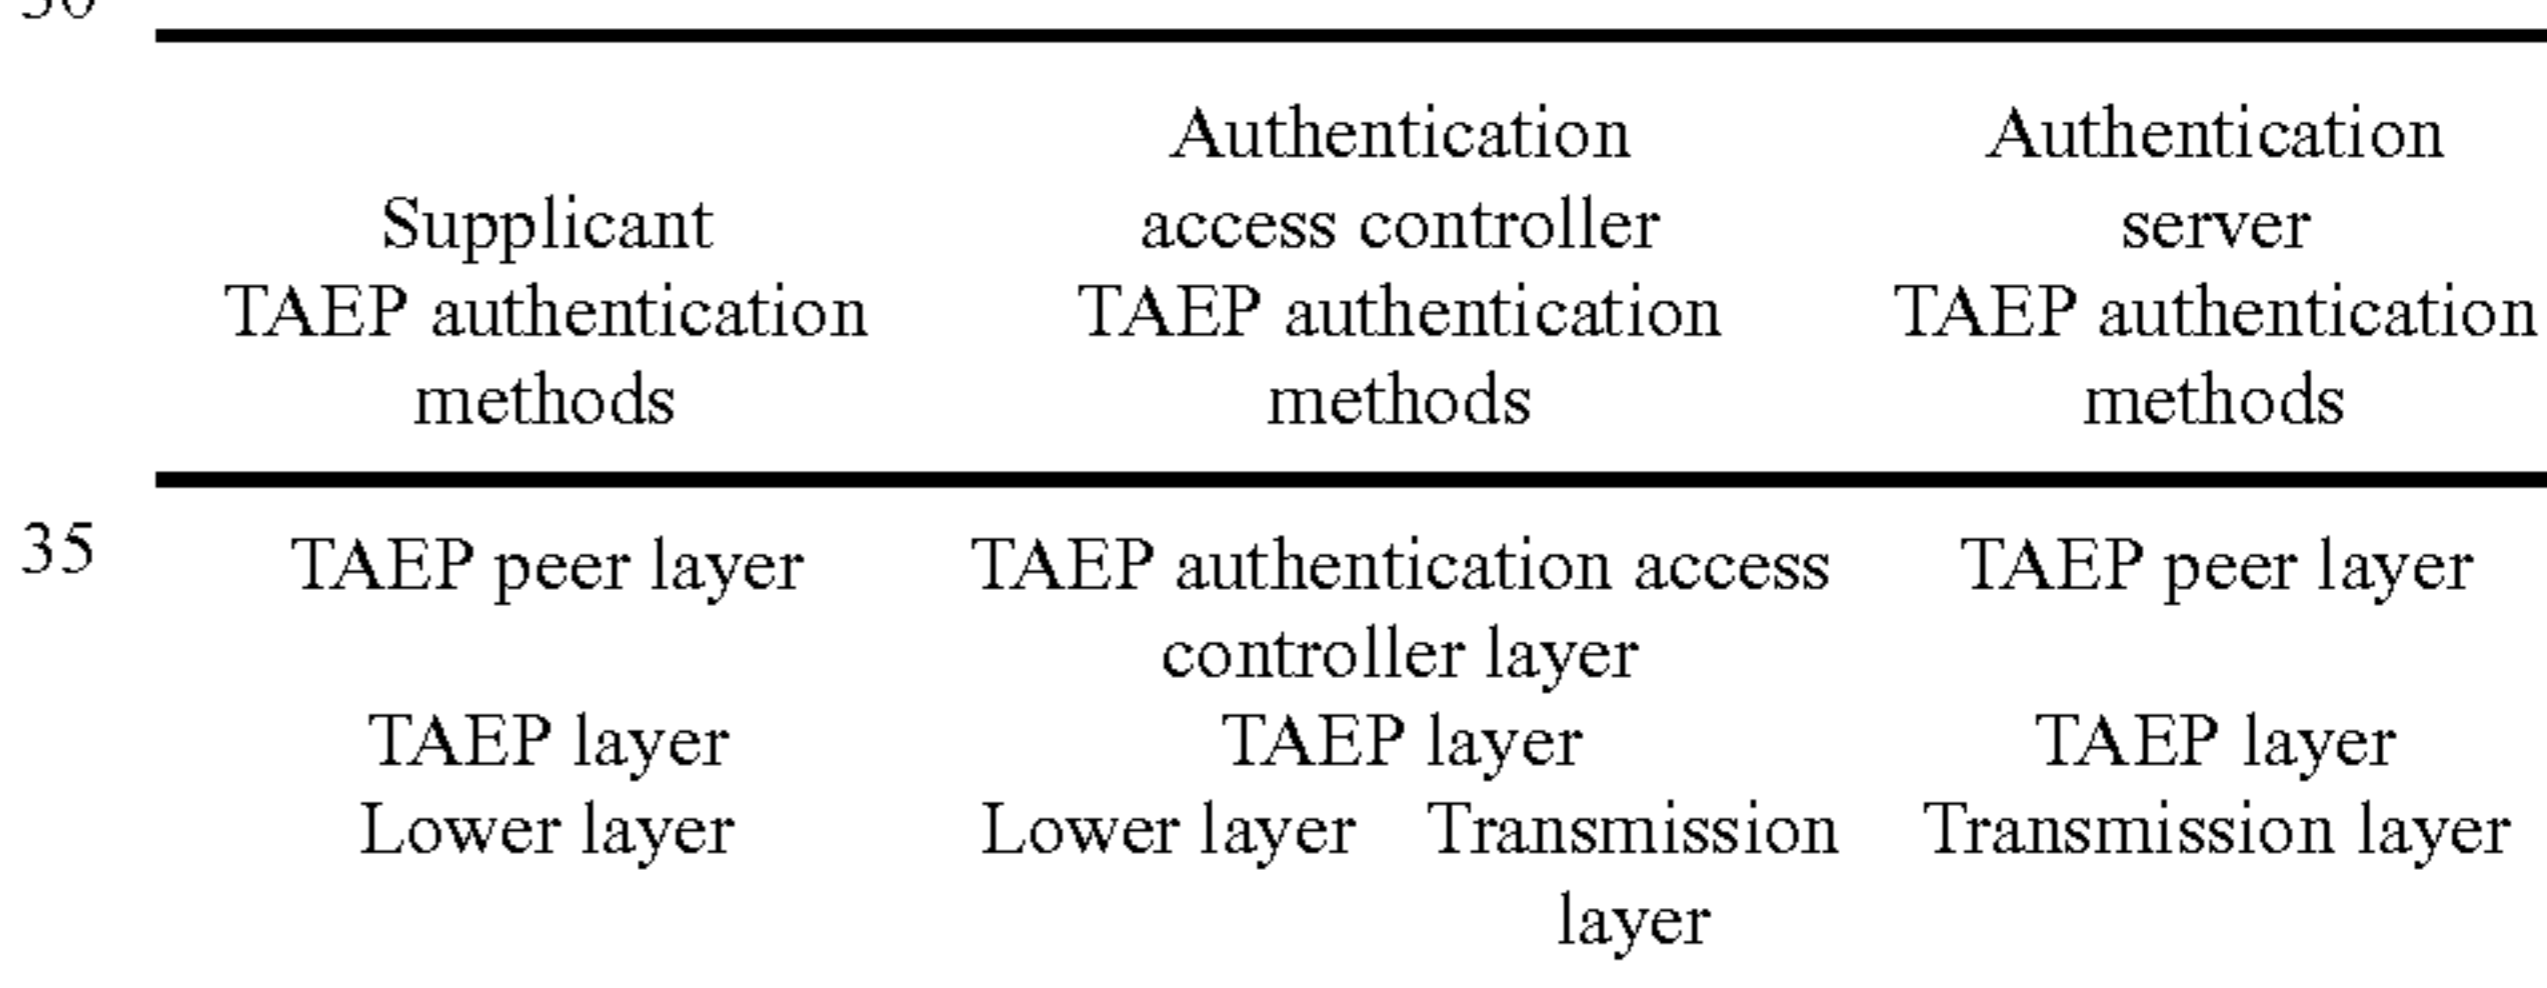 Authentication Authentication
Supplicant access controller server
TAEP authentication TAEP authentication TAEP authentication
methods methods methods
35 TAEP peer layer TAEP authentication access TAEP peer layer
controller layer
TAEP layer TAEP layer TAEP layer
Lower layer Lower layer Transmission Transmission layer
layer